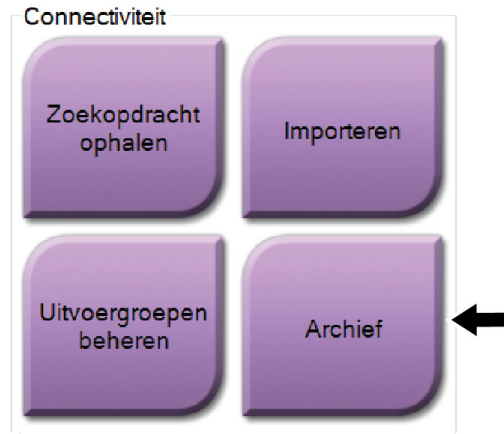 Connectiviteit
Zoekopdracht
ophalen
Importeren
Uitvoergroepen
beheren
Archief